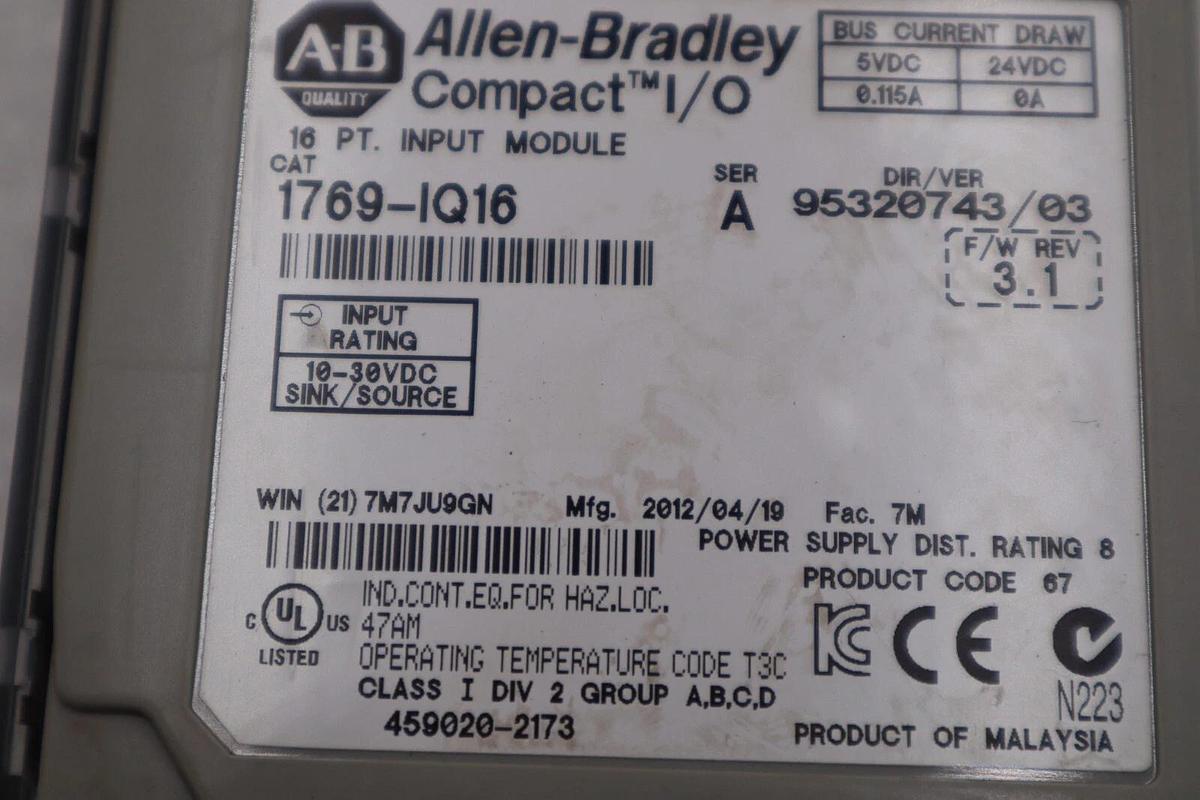 A-B
QUALITY
Allen-Bradley
Compact™ I/O
BUS CURRENT DRAW
5VDC 24VDC
0.115A 0A
16 PT. INPUT MODULE
CAT
1769-IQ16
SER
A
DIR/VER
95320743/03
F/W REV
3.1
INPUT
RATING
10-30VDC
SINK/SOURCE
WIN (21) 7M7JU9GN Mfg. 2012/04/19 Fac. 7M
POWER SUPPLY DIST. RATING 8
PRODUCT CODE 67
C UL US
LISTED
IND.CONT.EQ.FOR HAZ.LOC.
47AM
OPERATING TEMPERATURE CODE T3C
CLASS I DIV 2 GROUP A,B,C,D
459020-2173
KC CE
N223
PRODUCT OF MALAYSIA